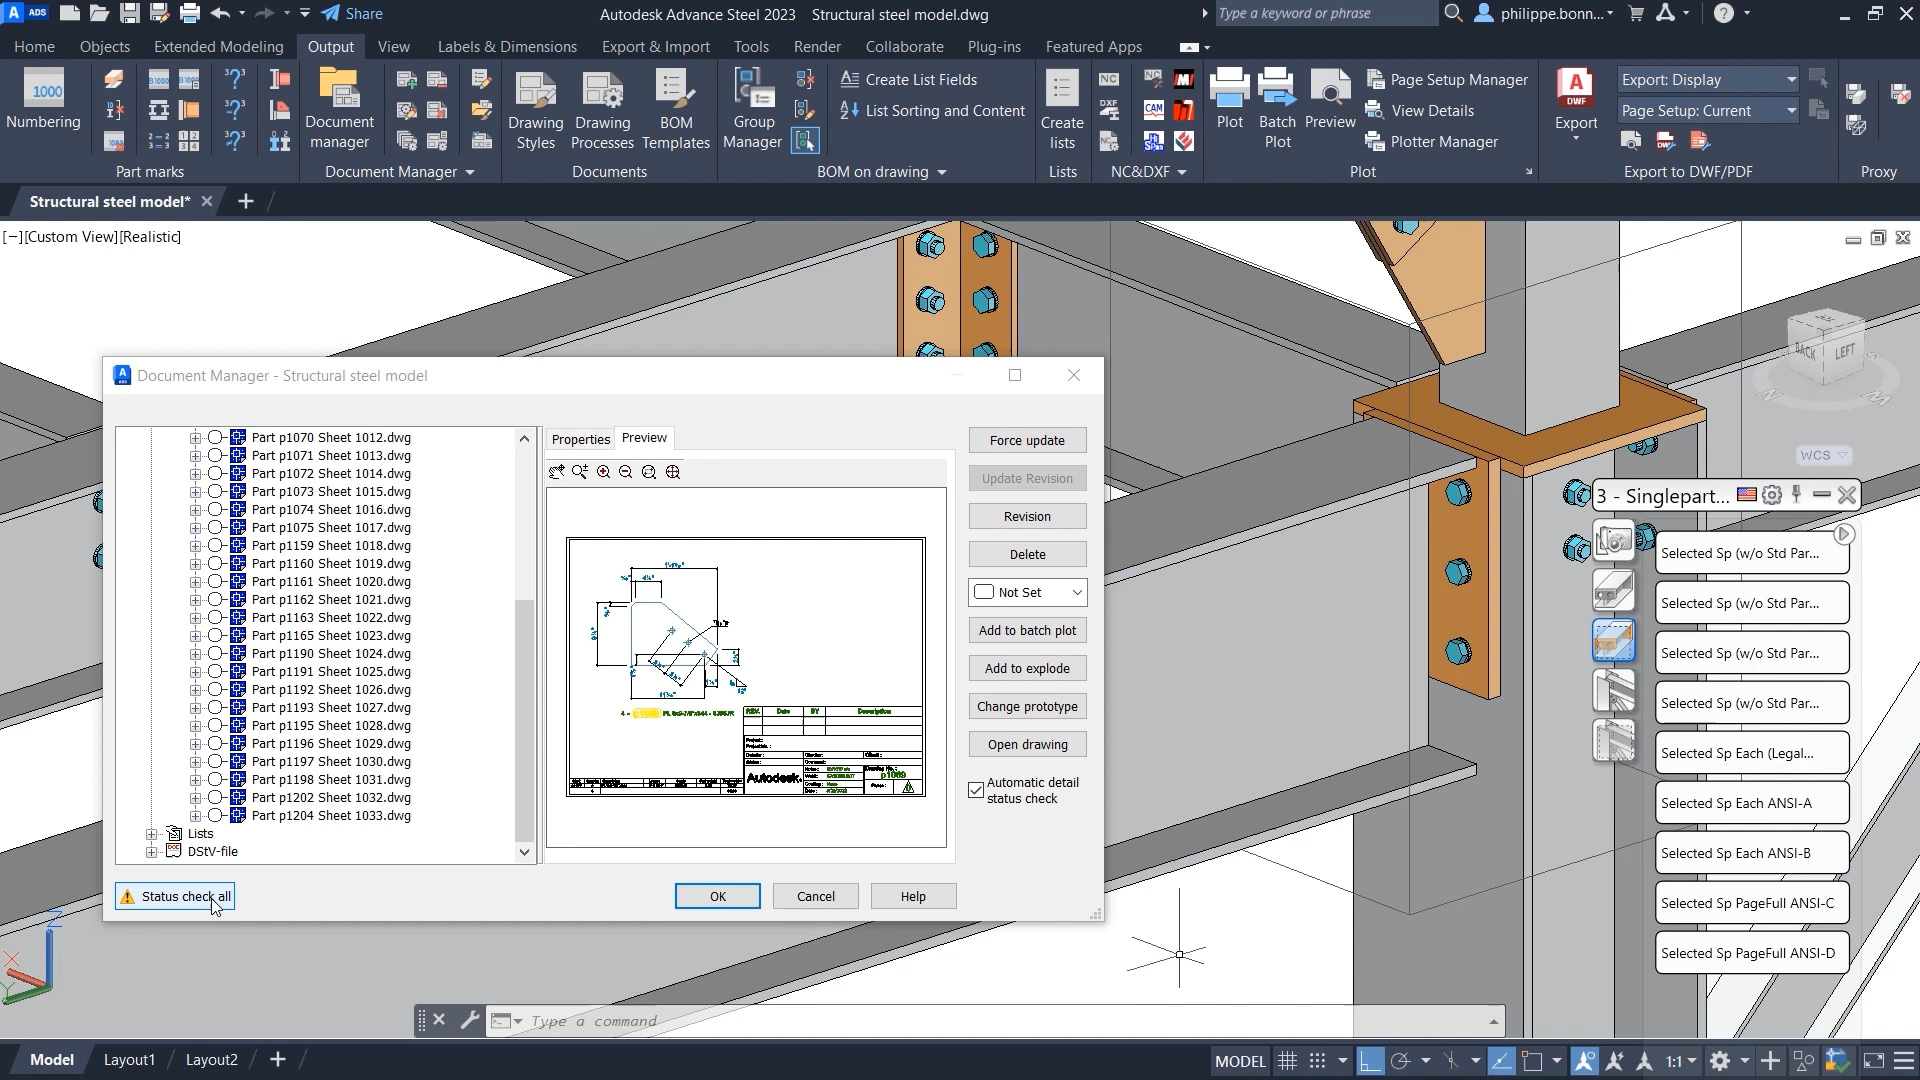 A ADS
Share
Autodesk Advance Steel 2023 Structural steel model.dwg
Type a keyword or phrase
philippe.bonn...
Home Objects Extended Modeling Output View Labels & Dimensions Export & Import Tools Render Collaborate Plug-ins Featured Apps
1000
Numbering
Part marks
Document manager
Document Manager
Drawing Styles
Drawing Processes
BOM Templates
Documents
Group Manager
Create List Fields
List Sorting and Content
BOM on drawing
Create lists
Lists
NC
DXF
CAM
NC&DXF
Plot
Batch Plot
Preview
Page Setup Manager
View Details
Plotter Manager
Plot
DWF
Export
Export: Display
Page Setup: Current
Export to DWF/PDF
Proxy
Structural steel model*
[−][Custom View][Realistic]
TOP
BACK
LEFT
WCS
Document Manager - Structural steel model
Part p1070 Sheet 1012.dwg
Part p1071 Sheet 1013.dwg
Part p1072 Sheet 1014.dwg
Part p1073 Sheet 1015.dwg
Part p1074 Sheet 1016.dwg
Part p1075 Sheet 1017.dwg
Part p1159 Sheet 1018.dwg
Part p1160 Sheet 1019.dwg
Part p1161 Sheet 1020.dwg
Part p1162 Sheet 1021.dwg
Part p1163 Sheet 1022.dwg
Part p1165 Sheet 1023.dwg
Part p1190 Sheet 1024.dwg
Part p1191 Sheet 1025.dwg
Part p1192 Sheet 1026.dwg
Part p1193 Sheet 1027.dwg
Part p1195 Sheet 1028.dwg
Part p1196 Sheet 1029.dwg
Part p1197 Sheet 1030.dwg
Part p1198 Sheet 1031.dwg
Part p1202 Sheet 1032.dwg
Part p1204 Sheet 1033.dwg
Lists
DStV-file
Properties Preview
REV. Date BY Description
Autodesk.
p1069
Force update
Update Revision
Revision
Delete
Not Set
Add to batch plot
Add to explode
Change prototype
Open drawing
Automatic detail
status check
Status check all
OK
Cancel
Help
3 - Singlepart...
Selected Sp (w/o Std Par...
Selected Sp (w/o Std Par...
Selected Sp (w/o Std Par...
Selected Sp (w/o Std Par...
Selected Sp Each (Legal...
Selected Sp Each ANSI-A
Selected Sp Each ANSI-B
Selected Sp PageFull ANSI-C
Selected Sp PageFull ANSI-D
Z
X
Y
Type a command
Model Layout1 Layout2
MODEL
1:1